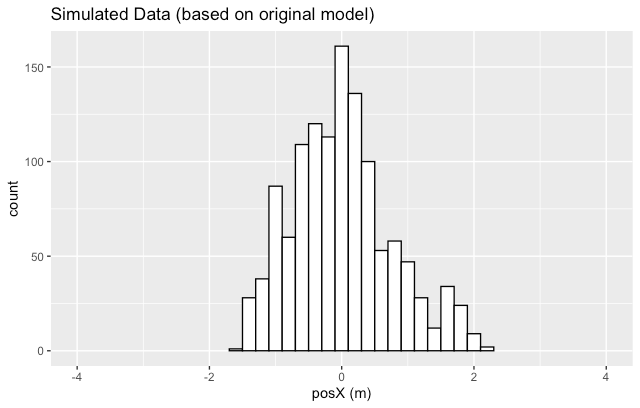 Simulated Data (based on original model)
150
100
50
0
count
-4 -2 0 2 4
posX (m)